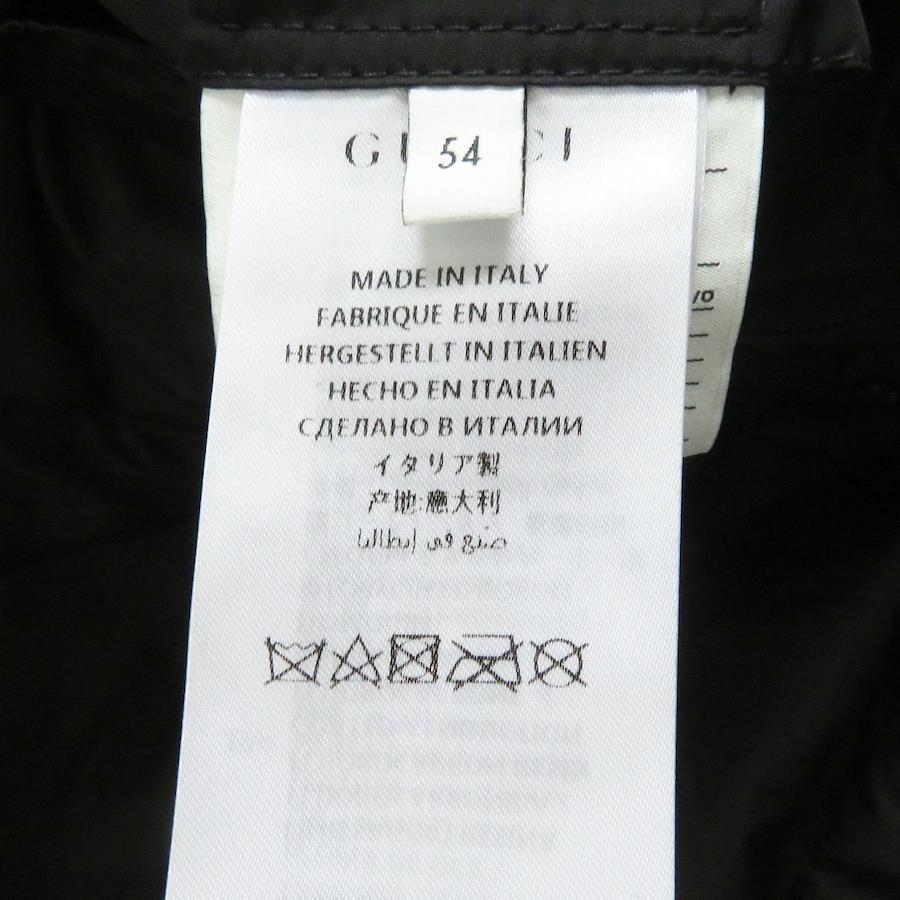 54
MADE IN ITALY
FABRIQUE EN ITALIE
HERGESTELLT IN ITALIEN
HECHO EN ITALIA
СДЕЛАНО В ИТАЛИИ
イタリア製
产地:意大利
صنع في إيطاليا